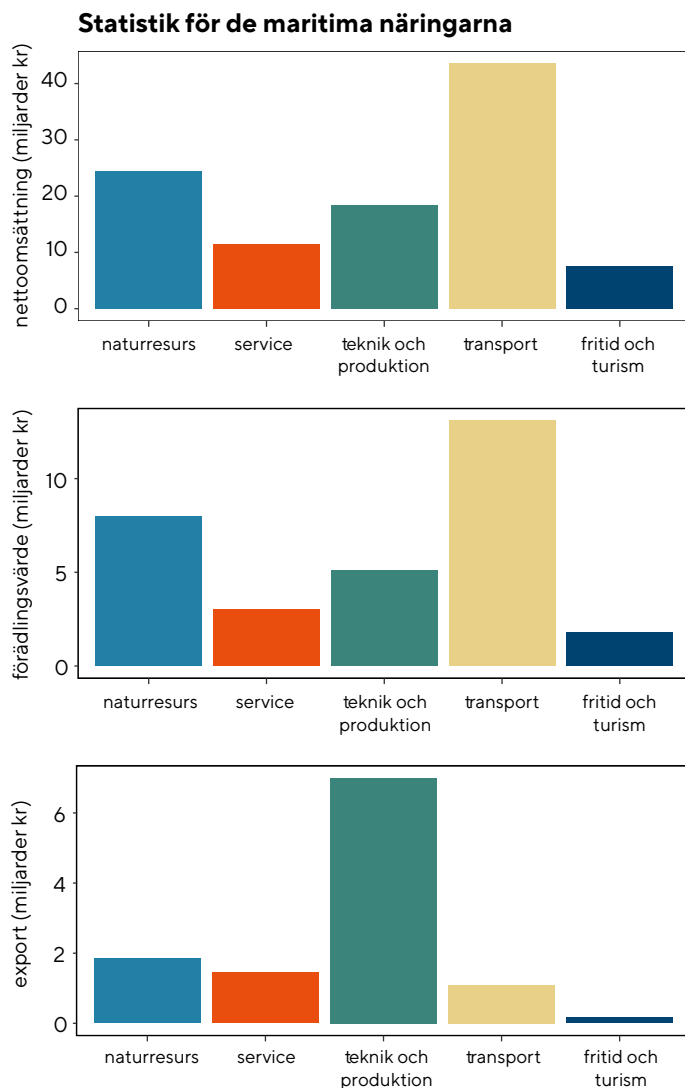 Statistik för de maritima näringarna
nettoomsättning (miljarder kr)
40
30
20
10
0
naturresurs service teknik och transport fritid och
produktion turism
förädlingsvärde (miljarder kr)
10
5
0
naturresurs service teknik och transport fritid och
produktion turism
export (miljarder kr)
6
4
2
0
naturresurs service teknik och transport fritid och
produktion turism